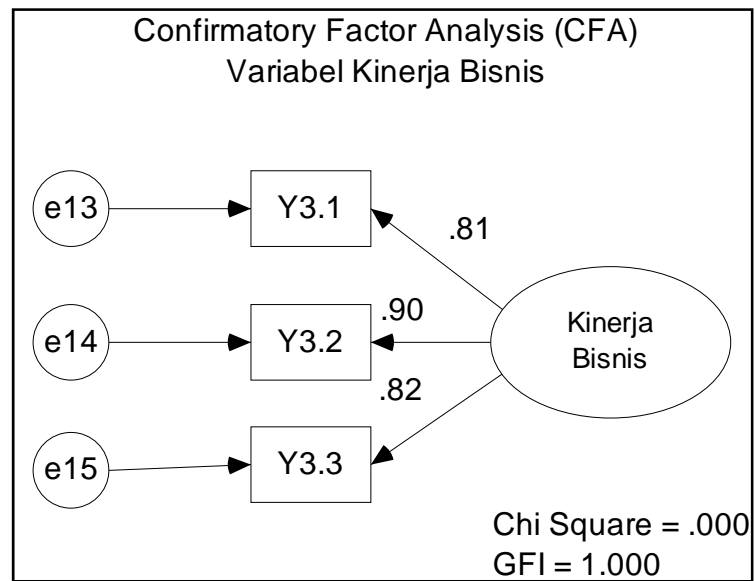 Confirmatory Factor Analysis (CFA)
Variabel Kinerja Bisnis
e13
Y3.1
.81
e14
Y3.2
.90
Kinerja
Bisnis
.82
e15
Y3.3
Chi Square = .000
GFI = 1.000